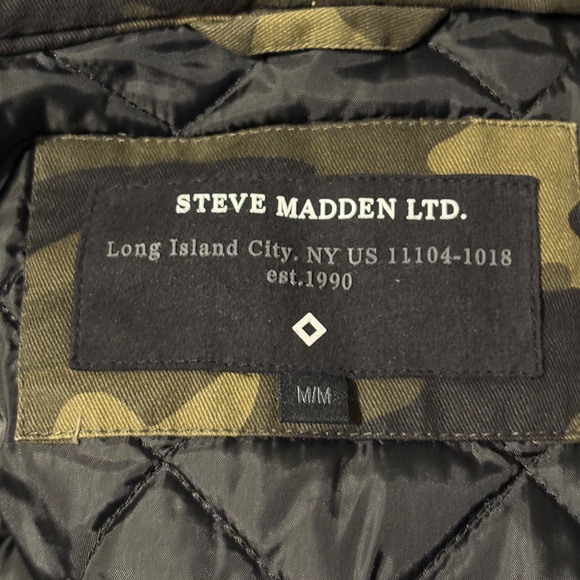 STEVE MADDEN LTD.
Long Island City. NY US 11104-1018
est.1990
M/M